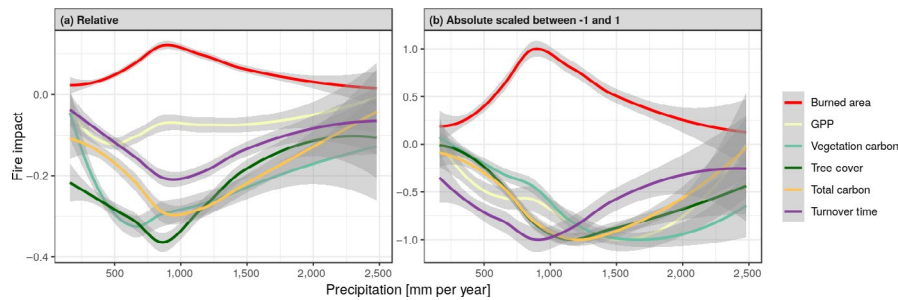 (a) Relative
(b) Absolute scaled between -1 and 1
Fire impact
0.0
−0.2
−0.4
1.0
0.5
0.0
−0.5
−1.0
500
1,000
1,500
2,000
2,500
500
1,000
1,500
2,000
2,500
Precipitation [mm per year]
Burned area
GPP
Vegetation carbon
Tree cover
Total carbon
Turnover time